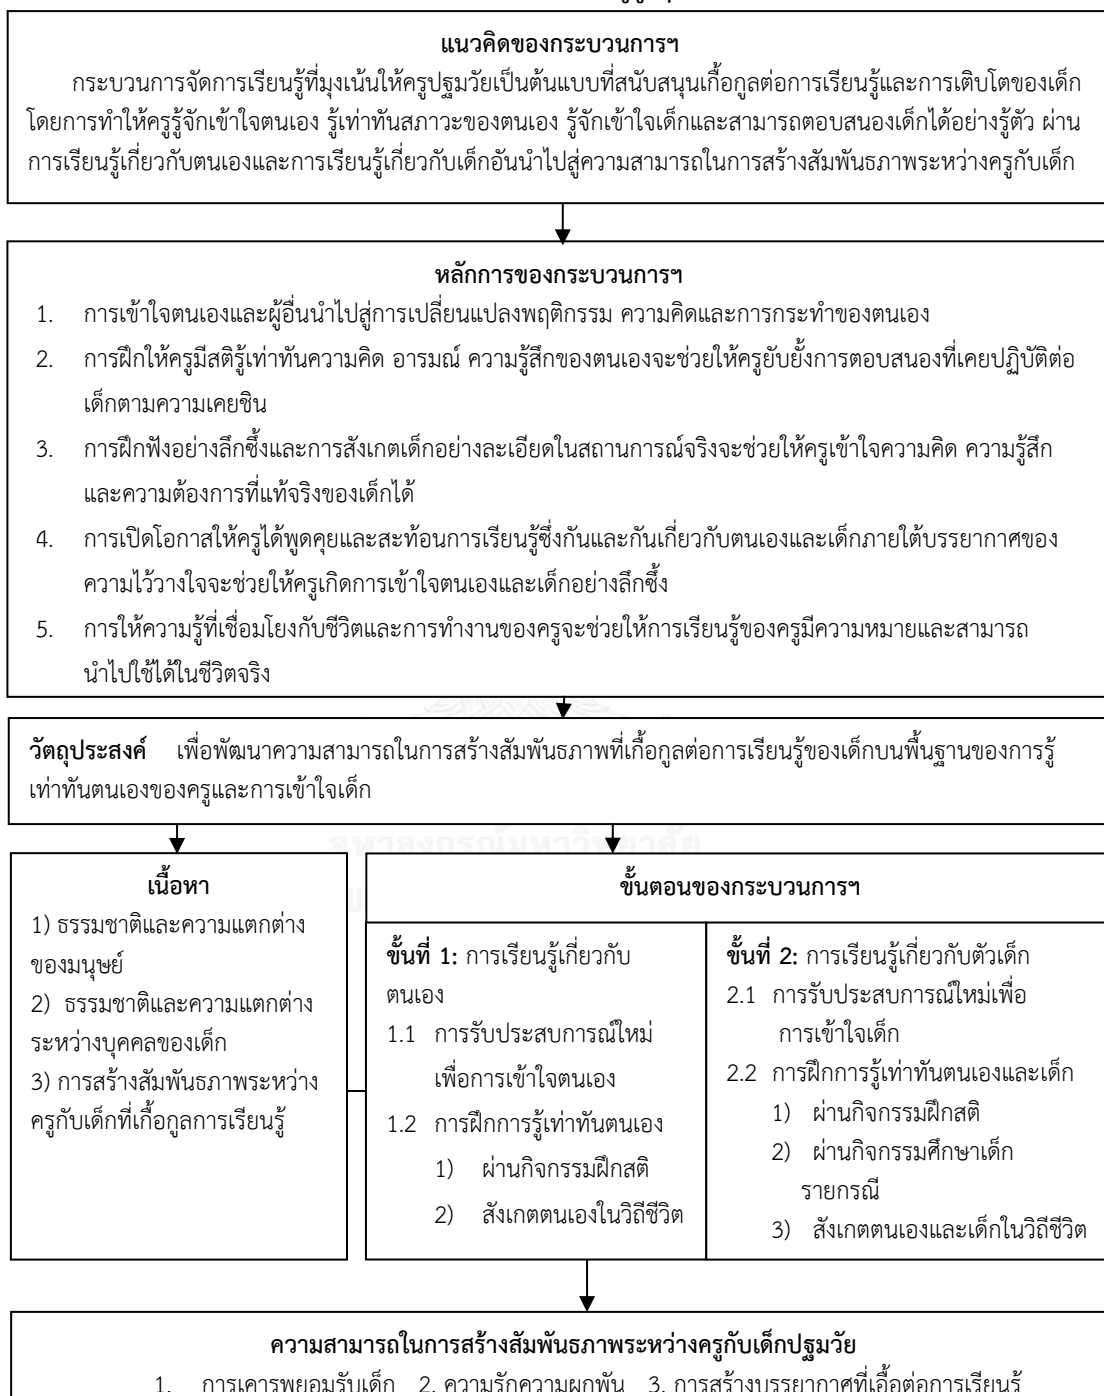 แนวคิดของกระบวนการฯ
กระบวนการจัดการเรียนรู้ที่มุงเน้นให้ครูปฐมวัยเป็นต้นแบบที่สนับสนุนเกื้อกูลต่อการเรียนรู้และการเติบโตของเด็ก
โดยการทำให้ครูรู้จักเข้าใจตนเอง รู้เท่าทันสภาวะของตนเอง รู้จักเข้าใจเด็กและสามารถตอบสนองเด็กได้อย่างรู้ตัว ผ่าน
การเรียนรู้เกี่ยวกับตนเองและการเรียนรู้เกี่ยวกับเด็กอันนำไปสู่ความสามารถในการสร้างสัมพันธภาพระหว่างครูกับเด็ก
หลักการของกระบวนการฯ
1. การเข้าใจตนเองและผู้อื่นนำไปสู่การเปลี่ยนแปลงพฤติกรรม ความคิดและการกระทำของตนเอง
2. การฝึกให้ครูมีสติรู้เท่าทันความคิด อารมณ์ ความรู้สึกของตนเองจะช่วยให้ครูยับยั้งการตอบสนองที่เคยปฏิบัติต่อ
เด็กตามความเคยชิน
3. การฝึกฟังอย่างลึกซึ้งและการสังเกตเด็กอย่างละเอียดในสถานการณ์จริงจะช่วยให้ครูเข้าใจความคิด ความรู้สึก
และความต้องการที่แท้จริงของเด็กได้
4. การเปิดโอกาสให้ครูได้พูดคุยและสะท้อนการเรียนรู้ซึ่งกันและกันเกี่ยวกับตนเองและเด็กภายใต้บรรยากาศของ
ความไว้วางใจจะช่วยให้ครูเกิดการเข้าใจตนเองและเด็กอย่างลึกซึ้ง
5. การให้ความรู้ที่เชื่อมโยงกับชีวิตและการทำงานของครูจะช่วยให้การเรียนรู้ของครูมีความหมายและสามารถ
นำไปใช้ได้ในชีวิตจริง
วัตถุประสงค์ เพื่อพัฒนาความสามารถในการสร้างสัมพันธภาพที่เกื้อกูลต่อการเรียนรู้ของเด็กบนพื้นฐานของการรู้
เท่าทันตนเองของครูและการเข้าใจเด็ก
จุฬาลงกรณ์มหาวิทยาลัย
เนื้อหา
1) ธรรมชาติและความแตกต่าง
ของมนุษย์
2) ธรรมชาติและความแตกต่าง
ระหว่างบุคคลของเด็ก
3) การสร้างสัมพันธภาพระหว่าง
ครูกับเด็กที่เกื้อกูลการเรียนรู้
ขั้นตอนของกระบวนการฯ
ขั้นที่ 1: การเรียนรู้เกี่ยวกับ
ตนเอง
1.1 การรับประสบการณ์ใหม่
เพื่อการเข้าใจตนเอง
1.2 การฝึกการรู้เท่าทันตนเอง
1) ผ่านกิจกรรมฝึกสติ
2) สังเกตตนเองในวิถีชีวิต
ขั้นที่ 2: การเรียนรู้เกี่ยวกับตัวเด็ก
2.1 การรับประสบการณ์ใหม่เพื่อ
การเข้าใจเด็ก
2.2 การฝึกการรู้เท่าทันตนเองและเด็ก
1) ผ่านกิจกรรมฝึกสติ
2) ผ่านกิจกรรมศึกษาเด็ก
รายกรณี
3) สังเกตตนเองและเด็กในวิถีชีวิต
ความสามารถในการสร้างสัมพันธภาพระหว่างครูกับเด็กปฐมวัย
1. การเคารพยอมรับเด็ก 2. ความรักความผูกพัน 3. การสร้างบรรยากาศที่เอื้อต่อการเรียนรู้